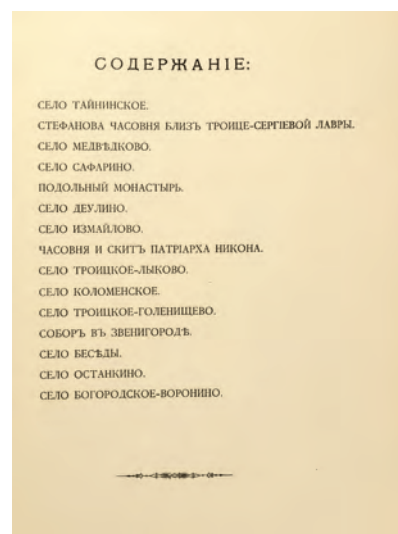 СОДЕРЖАНІЕ:
СЕЛО ТАЙНИНСКОЕ.
СТЕФАНОВА ЧАСОВНЯ БЛИЗЪ ТРОИЦЕ-СЕРГІЕВОЙ ЛАВРЫ.
СЕЛО МЕДВѢДКОВО.
СЕЛО САФАРИНО.
ПОДОЛЬНЫЙ МОНАСТЫРЬ.
СЕЛО ДЕУЛИНО.
СЕЛО ИЗМАЙЛОВО.
ЧАСОВНЯ И СКИТЪ ПАТРІАРХА НИКОНА.
СЕЛО ТРОИЦКОЕ-ЛЫКОВО.
СЕЛО КОЛОМЕНСКОЕ.
СЕЛО ТРОИЦКОЕ-ГОЛЕНИЩЕВО.
СОБОРЪ ВЪ ЗВЕНИГОРОДѢ.
СЕЛО БЕСѢДЫ.
СЕЛО ОСТАНКИНО.
СЕЛО БОГОРОДСКОЕ-ВОРОНИНО.